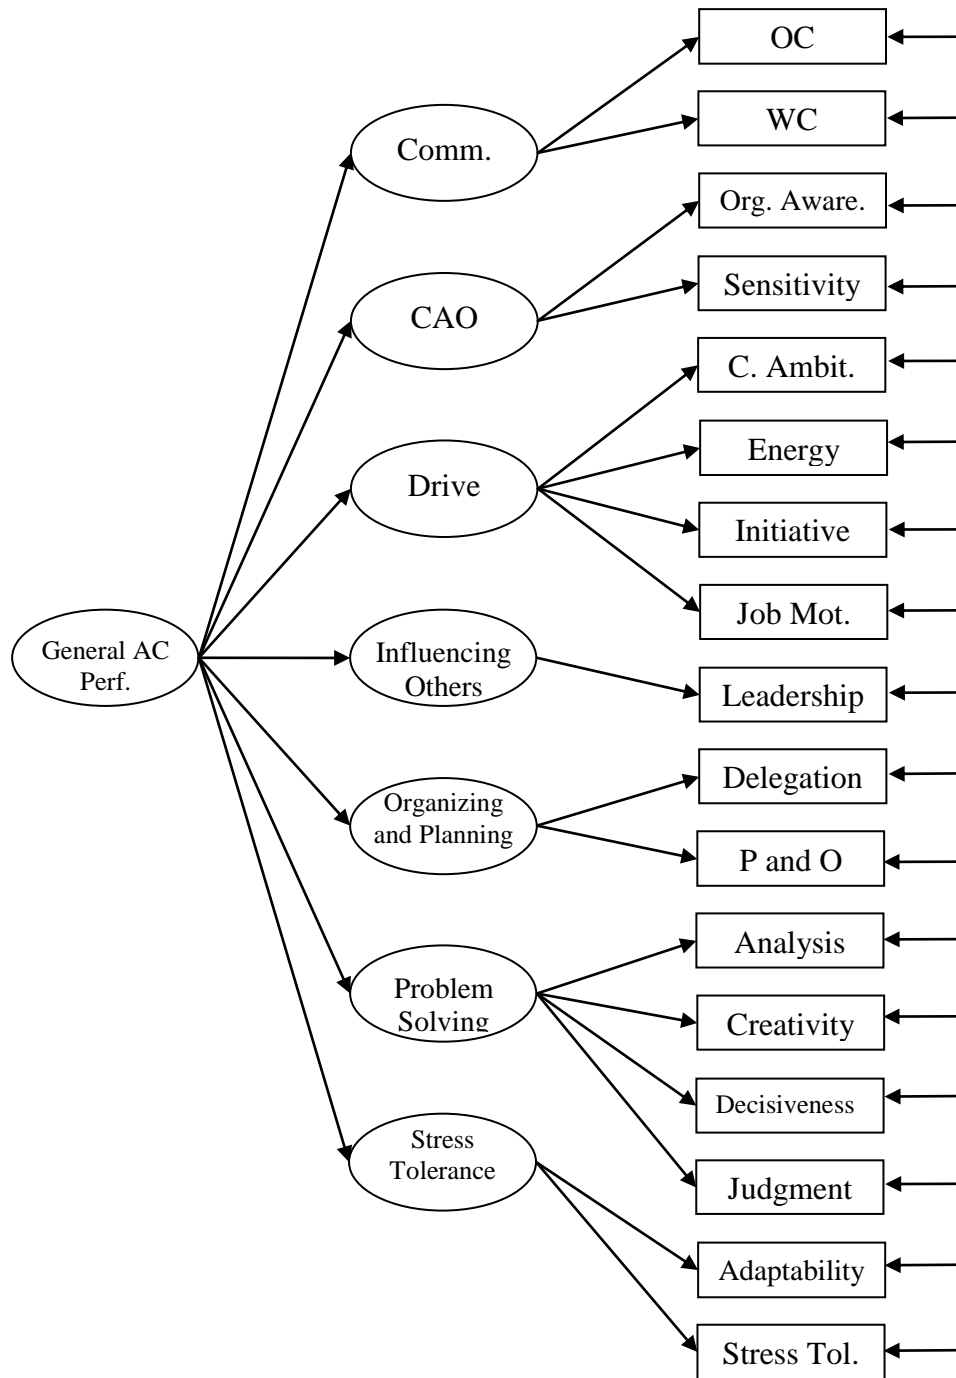 OC
WC
Comm.
Org. Aware.
Sensitivity
CAO
C. Ambit.
Energy
Drive
Initiative
Job Mot.
General AC
Perf.
Influencing
Others
Leadership
Delegation
Organizing
and Planning
P and O
Analysis
Problem
Solving
Creativity
Decisiveness
Stress
Tolerance
Judgment
Adaptability
Stress Tol.